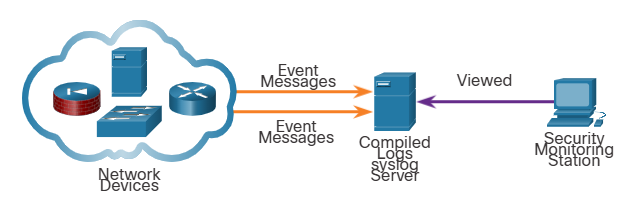 Event
Messages
Viewed
Event
Messages
Compiled
Logs
syslog
Server
Security
Monitoring
Station
Network
Devices